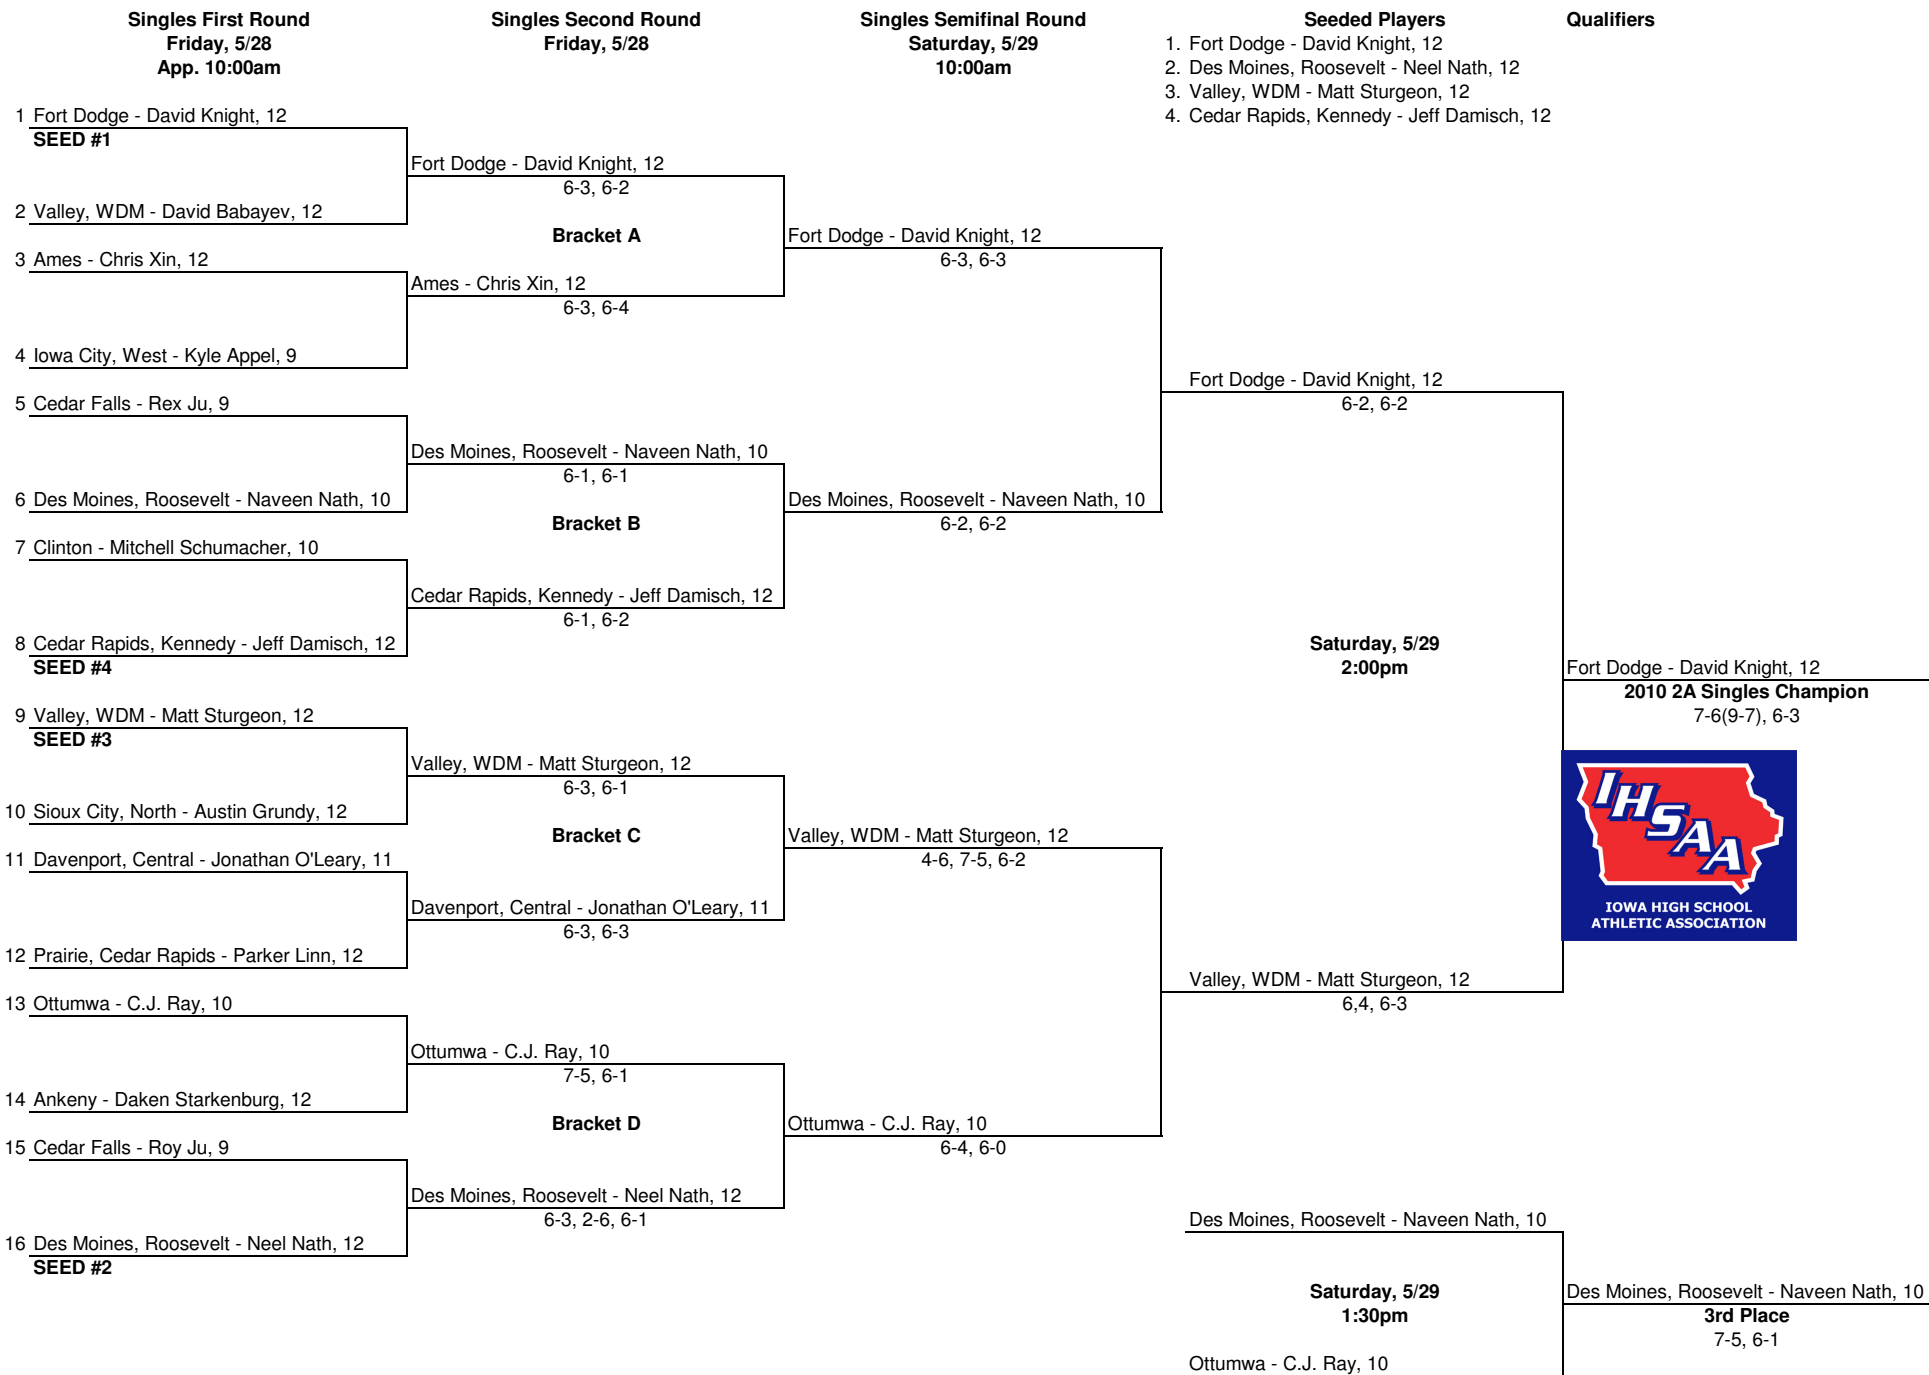 Singles First Round
Friday, 5/28
App. 10:00am
Singles Second Round
Friday, 5/28
Singles Semifinal Round
Saturday, 5/29
10:00am
Seeded Players
1. Fort Dodge - David Knight, 12
2. Des Moines, Roosevelt - Neel Nath, 12
3. Valley, WDM - Matt Sturgeon, 12
4. Cedar Rapids, Kennedy - Jeff Damisch, 12
Qualifiers
1 Fort Dodge - David Knight, 12
SEED #1
2 Valley, WDM - David Babayev, 12
3 Ames - Chris Xin, 12
4 Iowa City, West - Kyle Appel, 9
5 Cedar Falls - Rex Ju, 9
6 Des Moines, Roosevelt - Naveen Nath, 10
7 Clinton - Mitchell Schumacher, 10
8 Cedar Rapids, Kennedy - Jeff Damisch, 12
SEED #4
9 Valley, WDM - Matt Sturgeon, 12
SEED #3
10 Sioux City, North - Austin Grundy, 12
11 Davenport, Central - Jonathan O'Leary, 11
12 Prairie, Cedar Rapids - Parker Linn, 12
13 Ottumwa - C.J. Ray, 10
14 Ankeny - Daken Starkenburg, 12
15 Cedar Falls - Roy Ju, 9
16 Des Moines, Roosevelt - Neel Nath, 12
SEED #2
Fort Dodge - David Knight, 12
6-3, 6-2
Bracket A
Ames - Chris Xin, 12
6-3, 6-4
Des Moines, Roosevelt - Naveen Nath, 10
6-1, 6-1
Bracket B
Cedar Rapids, Kennedy - Jeff Damisch, 12
6-1, 6-2
Valley, WDM - Matt Sturgeon, 12
6-3, 6-1
Bracket C
Davenport, Central - Jonathan O'Leary, 11
6-3, 6-3
Ottumwa - C.J. Ray, 10
7-5, 6-1
Bracket D
Des Moines, Roosevelt - Neel Nath, 12
6-3, 2-6, 6-1
Fort Dodge - David Knight, 12
6-3, 6-3
Des Moines, Roosevelt - Naveen Nath, 10
6-2, 6-2
Valley, WDM - Matt Sturgeon, 12
4-6, 7-5, 6-2
Ottumwa - C.J. Ray, 10
6-4, 6-0
Fort Dodge - David Knight, 12
6-2, 6-2
Saturday, 5/29
2:00pm
Valley, WDM - Matt Sturgeon, 12
6,4, 6-3
Fort Dodge - David Knight, 12
2010 2A Singles Champion
7-6(9-7), 6-3
IHSAA
IOWA HIGH SCHOOL
ATHLETIC ASSOCIATION
Des Moines, Roosevelt - Naveen Nath, 10
Saturday, 5/29
1:30pm
Ottumwa - C.J. Ray, 10
Des Moines, Roosevelt - Naveen Nath, 10
3rd Place
7-5, 6-1